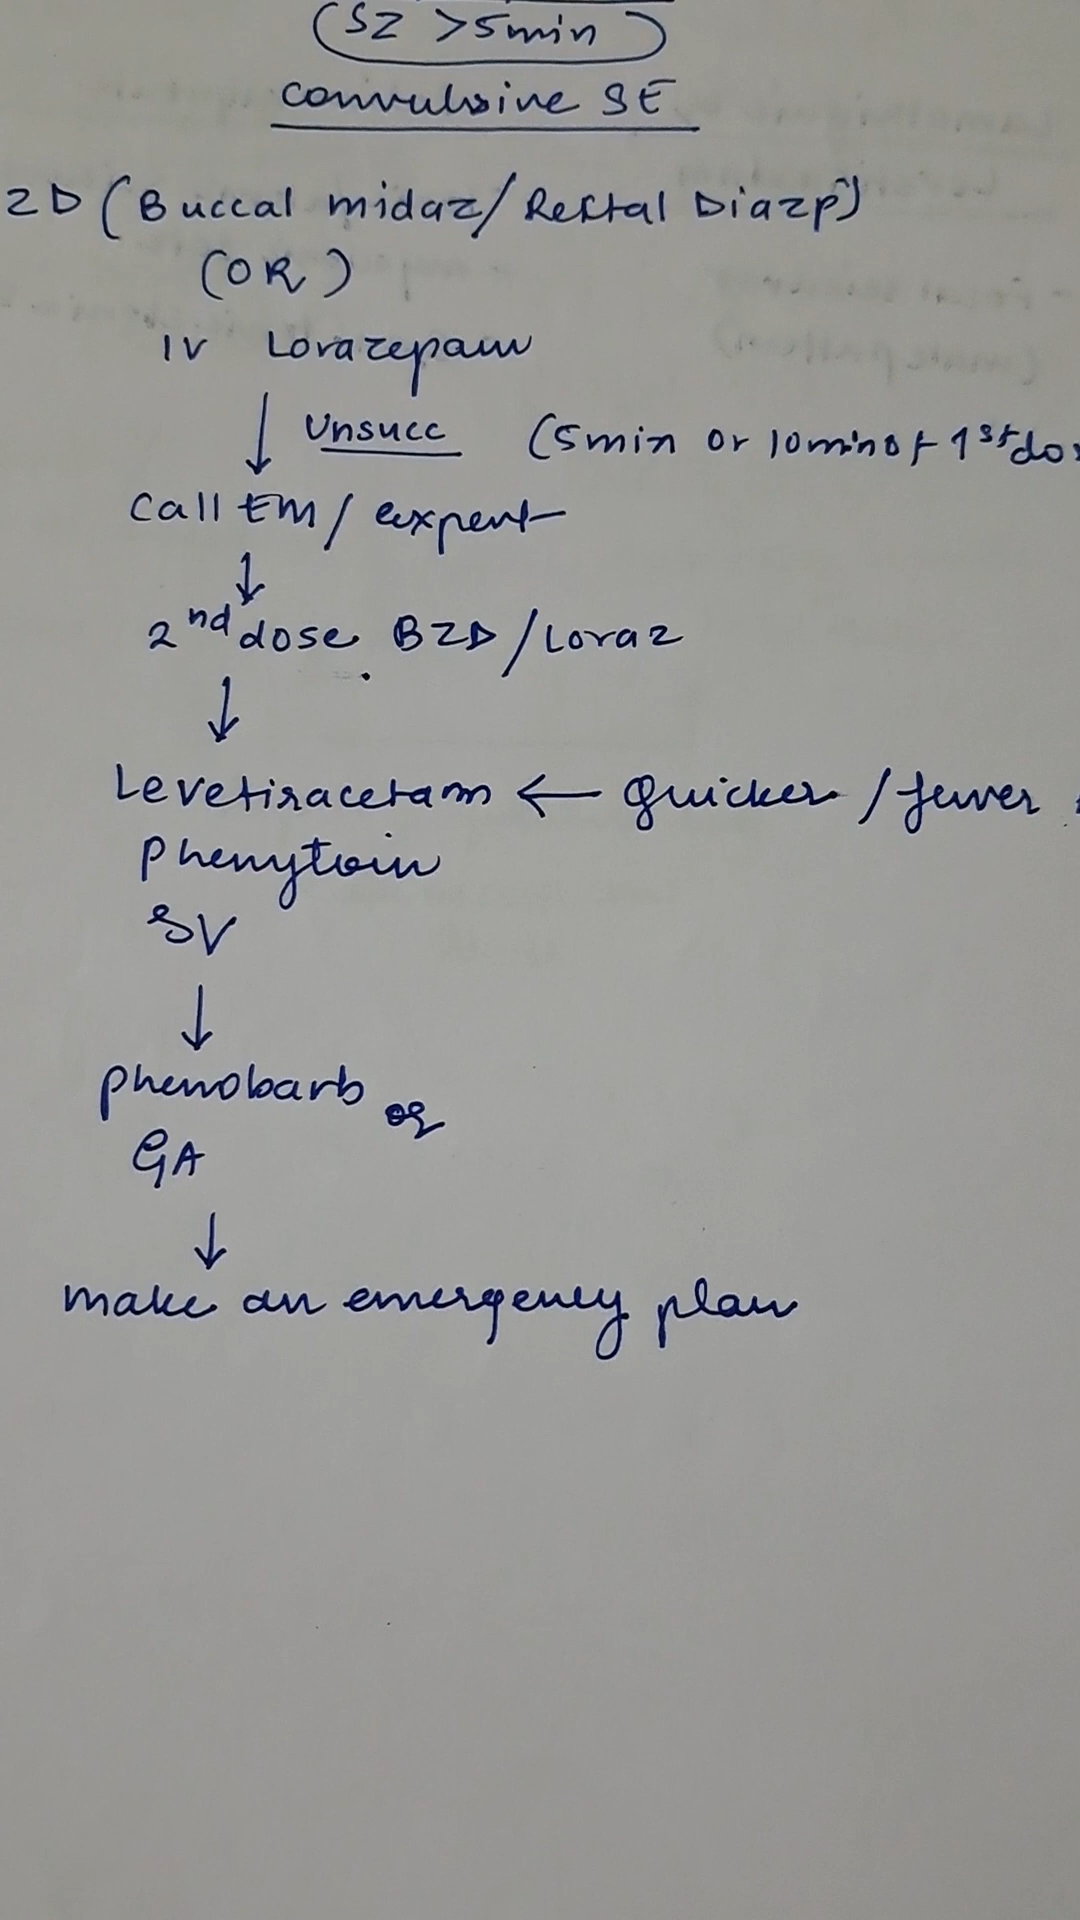 (SZ >5min)
convulsive SE
ZD (Buccal midaz/Rectal Diazp)
(OR)
IV Lorazepam
↓ Unsucc (5min or 10min of 1st do
call EM/ expert
↓
2nd dose BZD/Loraz
↓
Levetiracetam ← Quicker /fewer
Phenytoin
SV
↓
phenobarb or
GA
↓
make an emergency plan